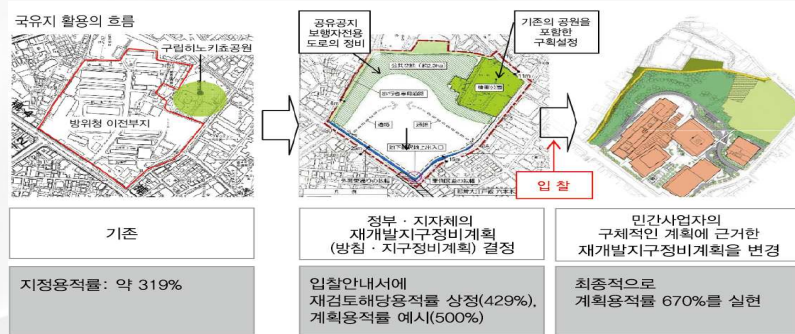 국유지 활용의 흐름
구립히노키쵸공원
방위청 이전부지
공유공지
보행자전용
도로의 정비
기존의 공원을
포함한
구획설정
입 찰
기존
정부 · 지자체의
재개발지구정비계획
(방침 · 지구정비계획) 결정
민간사업자의
구체적인 계획에 근거한
재개발지구정비계획을 변경
지정용적률: 약 319%
입찰안내서에
재검토해당용적률 상정(429%),
계획용적률 예시(500%)
최종적으로
계획용적률 670%를 실현